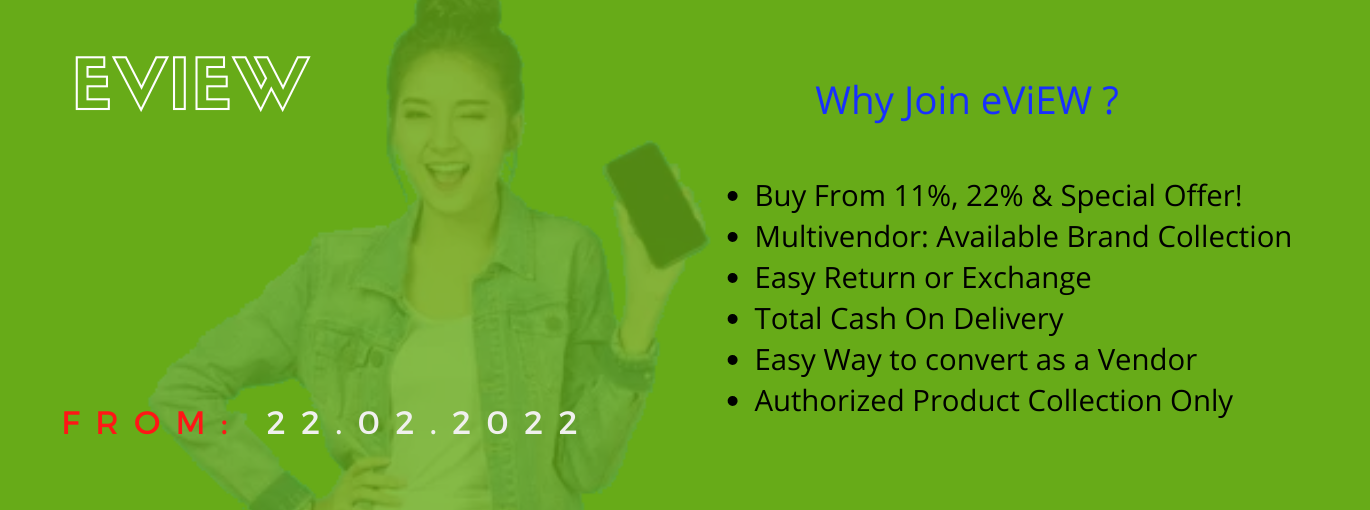 EVIEW
Why Join eViEW ?
• Buy From 11%, 22% & Special Offer!
• Multivendor: Available Brand Collection
• Easy Return or Exchange
• Total Cash On Delivery
• Easy Way to convert as a Vendor
• Authorized Product Collection Only
FROM: 22.02.2022